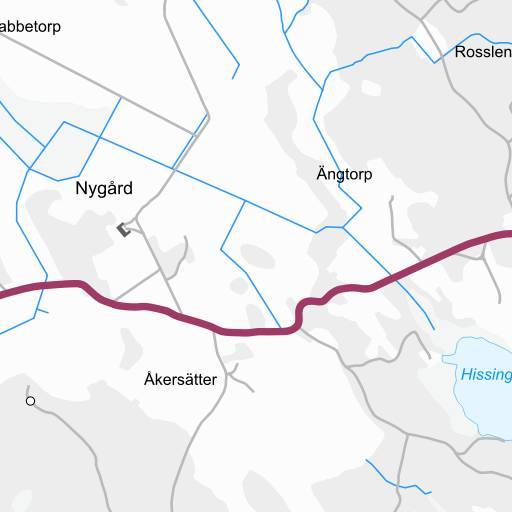 abbetorp
Rosslen
Ängtorp
Nygård
Åkersätter
Hissing